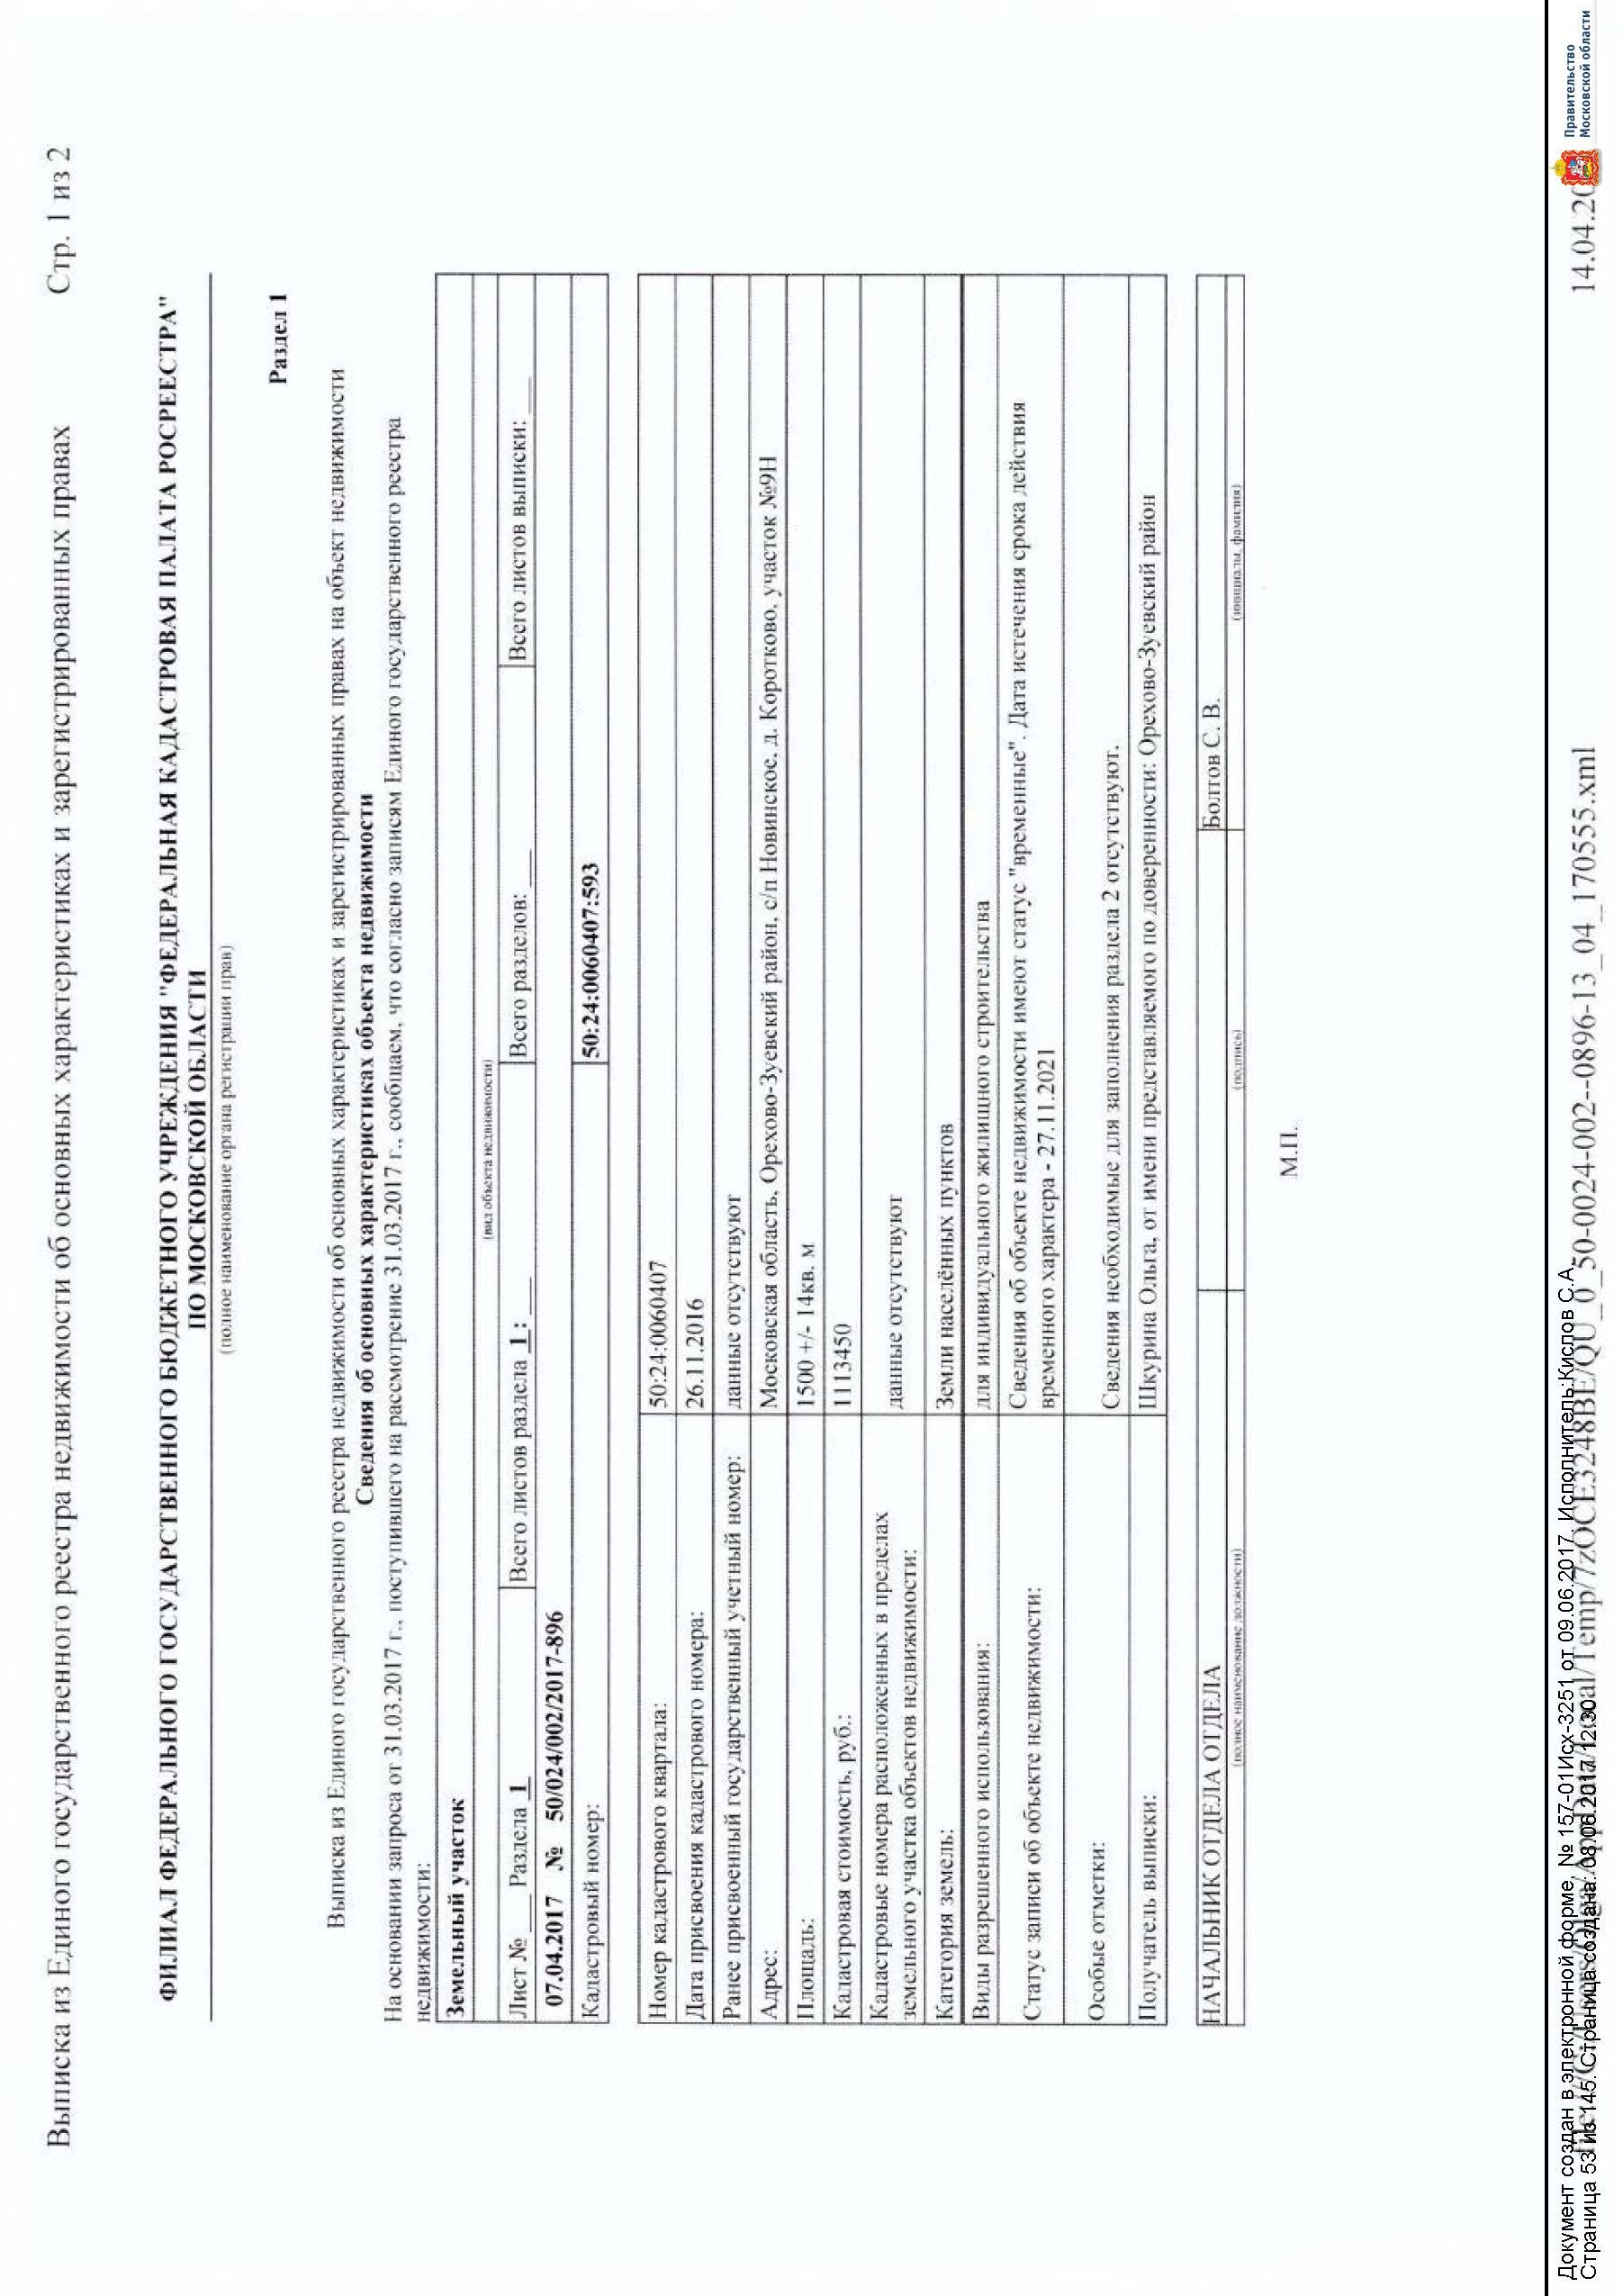 Выписка из Единого государственного реестра недвижимости об основных характеристиках и зарегистрированных правах
Стр. 1 из 2
ФИЛИАЛ ФЕДЕРАЛЬНОГО ГОСУДАРСТВЕННОГО БЮДЖЕТНОГО УЧРЕЖДЕНИЯ "ФЕДЕРАЛЬНАЯ КАДАСТРОВАЯ ПАЛАТА РОСРЕЕСТРА"
ПО МОСКОВСКОЙ ОБЛАСТИ
(полное наименование органа регистрации прав)
Раздел 1
Выписка из Единого государственного реестра недвижимости об основных характеристиках и зарегистрированных правах на объект недвижимости
Сведения об основных характеристиках объекта недвижимости
На основании запроса от 31.03.2017 г., поступившего на рассмотрение 31.03.2017 г., сообщаем, что согласно записям Единого государственного реестра
недвижимости:
Земельный участок
(вид объекта недвижимости)
Лист № ___ Раздела 1 Всего листов раздела 1 : ___ Всего разделов: ___ Всего листов выписки: ___
07.04.2017 № 50/024/002/2017-896
Кадастровый номер: 50:24:0060407:593
Номер кадастрового квартала: 50:24:0060407
Дата присвоения кадастрового номера: 26.11.2016
Ранее присвоенный государственный учетный номер: данные отсутствуют
Адрес: Московская область, Орехово-Зуевский район, с/п Новинское, д. Коротково, участок №9Н
Площадь: 1500 +/- 14кв. м
Кадастровая стоимость, руб.: 1113450
Кадастровые номера расположенных в пределах
земельного участка объектов недвижимости: данные отсутствуют
Категория земель: Земли населённых пунктов
Виды разрешенного использования: для индивидуального жилищного строительства
Статус записи об объекте недвижимости: Сведения об объекте недвижимости имеют статус "временные". Дата истечения срока действия
временного характера - 27.11.2021
Особые отметки: Сведения необходимые для заполнения раздела 2 отсутствуют.
Получатель выписки: Шкурина Ольга, от имени представляемого по доверенности: Орехово-Зуевский район
НАЧАЛЬНИК ОТДЕЛА ОТДЕЛА Болтов С. В.
(полное наименование должности) (подпись) (инициалы, фамилия)
М.П.
Документ создан в электронной форме. № 157-01Исх-3251 от 09.06.2017. Исполнитель:Кислов С.А.
Страница 53 из 145. Страница создана: 08.06.2017 12:30
/Temp/7zOCE3248BE/QU_0_50-0024-002--0896-13_04_170555.xml
14.04.20
Правительство
Московской области